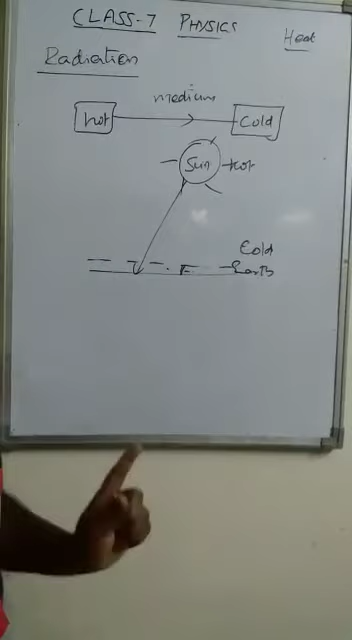 CLASS-7 PHYSICS Heat
Radiation
medium
hot Cold
Sun hot
Cold
Earth